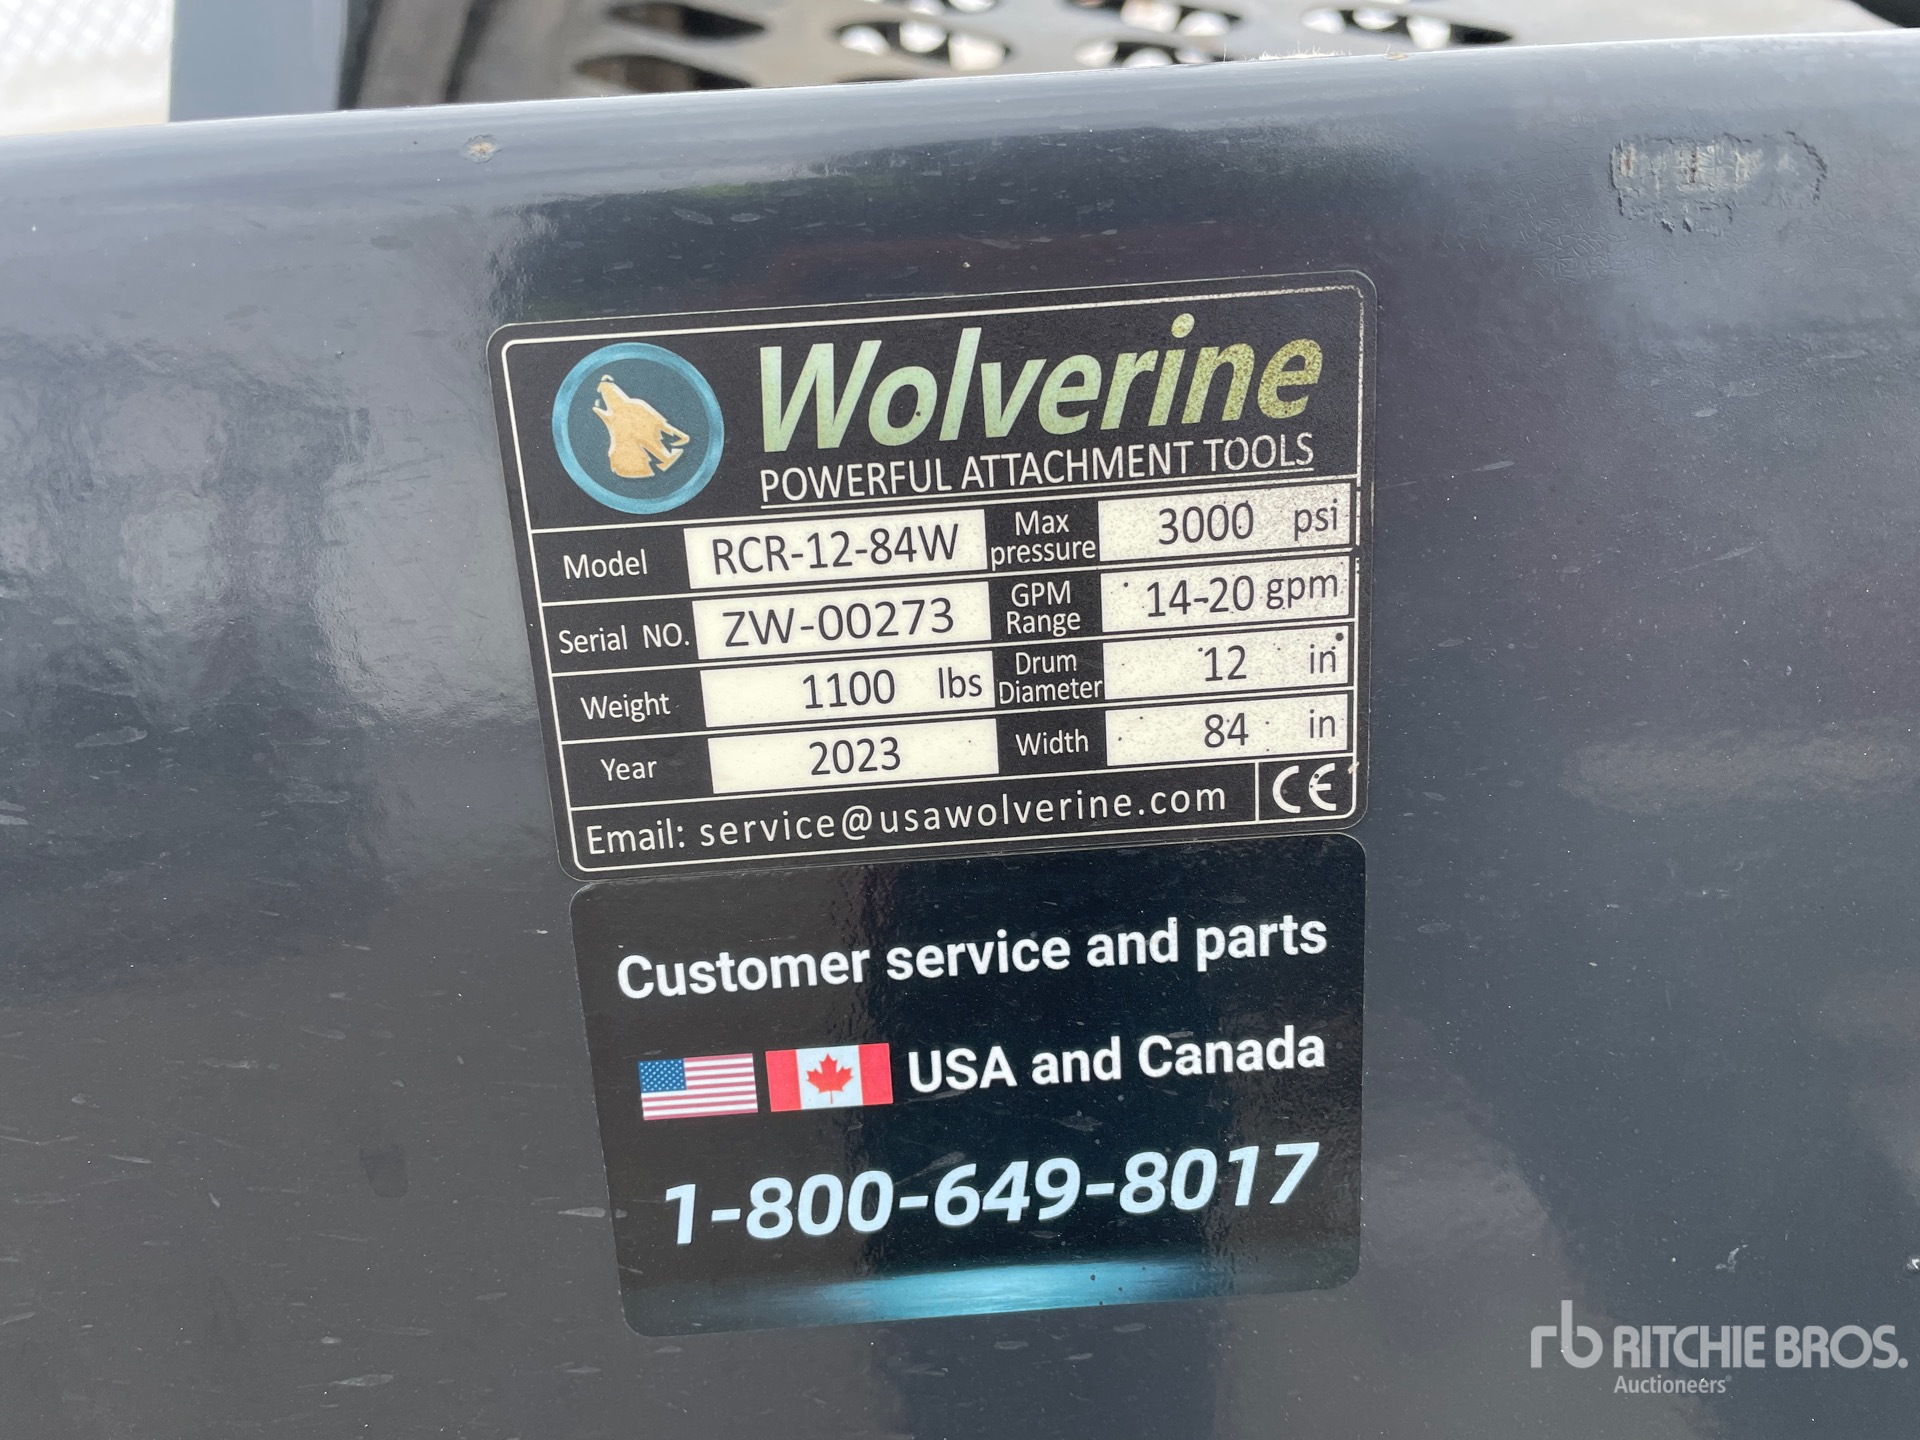 Wolverine
POWERFUL ATTACHMENT TOOLS
Model RCR-12-84W Max pressure 3000 psi
Serial NO. ZW-00273 GPM Range 14-20 gpm
Weight 1100 lbs Drum Diameter 12 in
Year 2023 Width 84 in
Email: service@usawolverine.com CE
Customer service and parts
USA and Canada
1-800-649-8017
rb RITCHIE BROS.
Auctioneers